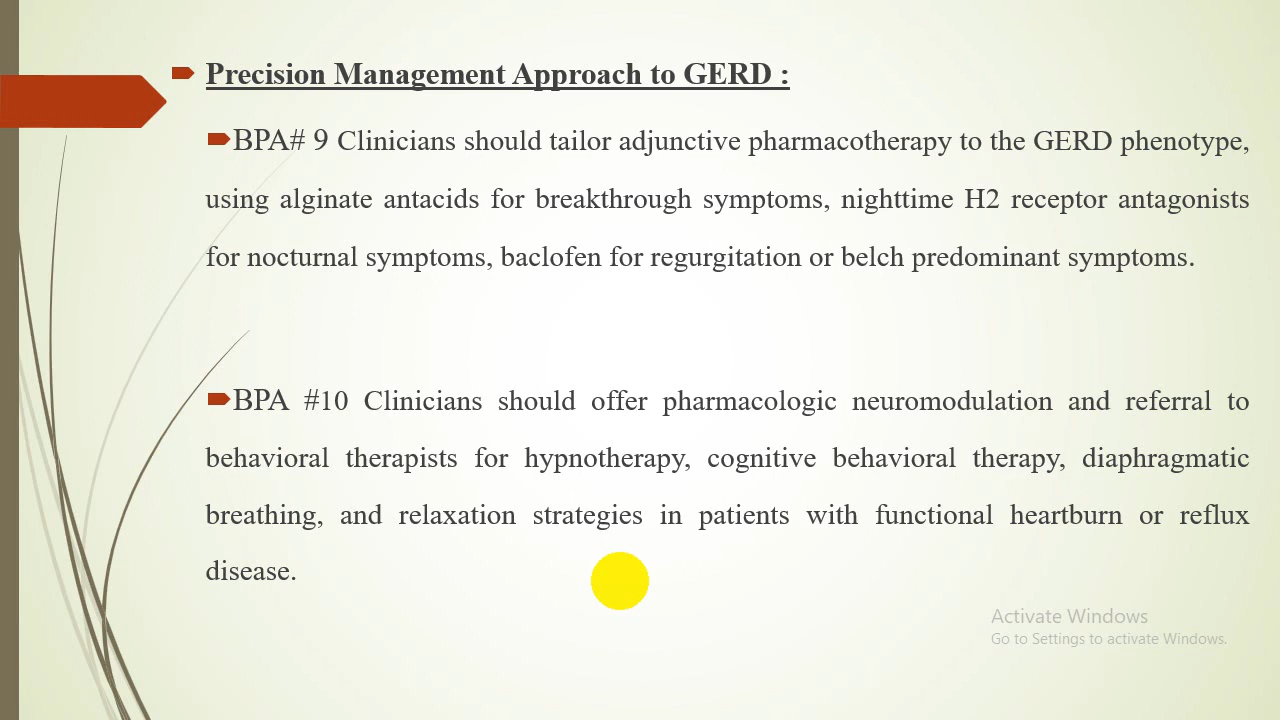 Precision Management Approach to GERD :
BPA# 9 Clinicians should tailor adjunctive pharmacotherapy to the GERD phenotype,
using alginate antacids for breakthrough symptoms, nighttime H2 receptor antagonists
for nocturnal symptoms, baclofen for regurgitation or belch predominant symptoms.
BPA #10 Clinicians should offer pharmacologic neuromodulation and referral to
behavioral therapists for hypnotherapy, cognitive behavioral therapy, diaphragmatic
breathing, and relaxation strategies in patients with functional heartburn or reflux
disease.
Activate Windows
Go to Settings to activate Windows.